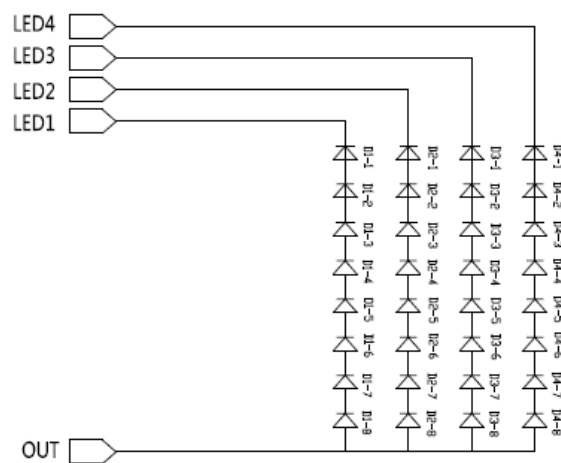 LED4
LED3
LED2
LED1
D1-1 D2-1 D3-1 D4-1
D1-2 D2-2 D3-2 D4-2
D1-3 D2-3 D3-3 D4-3
D1-4 D2-4 D3-4 D4-4
D1-5 D2-5 D3-5 D4-5
D1-6 D2-6 D3-6 D4-6
D1-7 D2-7 D3-7 D4-7
D1-8 D2-8 D3-8 D4-8
OUT